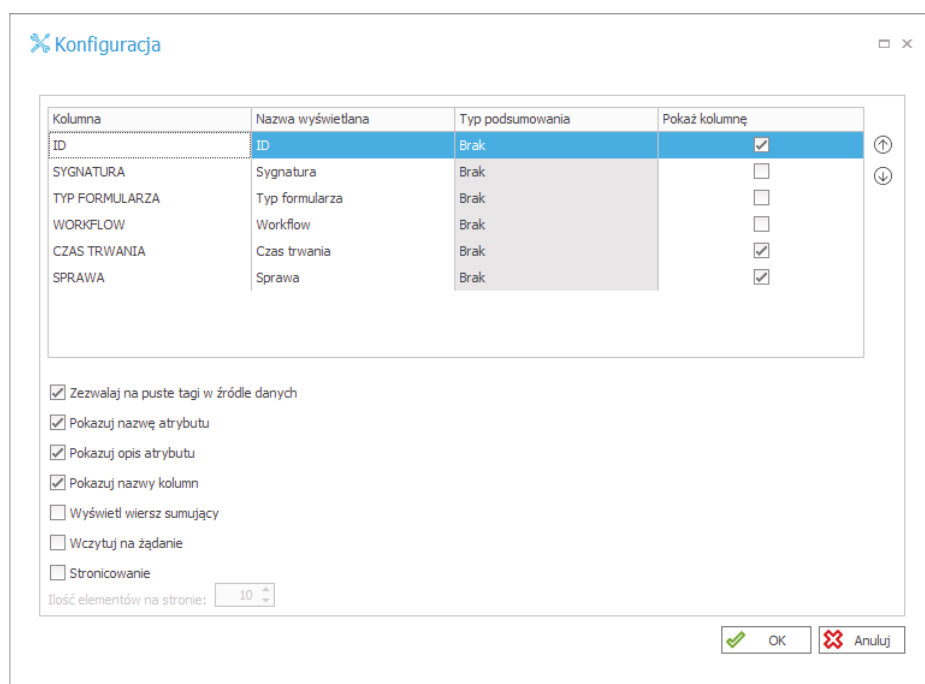 Konfiguracja
Kolumna Nazwa wyświetlana Typ podsumowania Pokaż kolumnę
ID ID Brak
SYGNATURA Sygnatura Brak
TYP FORMULARZA Typ formularza Brak
WORKFLOW Workflow Brak
CZAS TRWANIA Czas trwania Brak
SPRAWA Sprawa Brak
Zezwalaj na puste tagi w źródle danych
Pokazuj nazwę atrybutu
Pokazuj opis atrybutu
Pokazuj nazwy kolumn
Wyświetl wiersz sumujący
Wczytuj na żądanie
Stronicowanie
Ilość elementów na stronie: 10
OK Anuluj